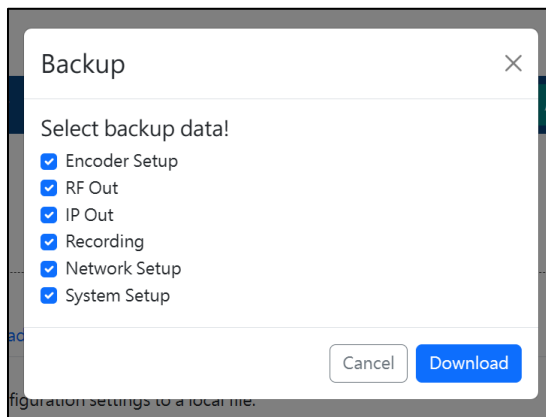 Backup
Select backup data!
Encoder Setup
RF Out
IP Out
Recording
Network Setup
System Setup
Cancel
Download
figuration settings to a local file.